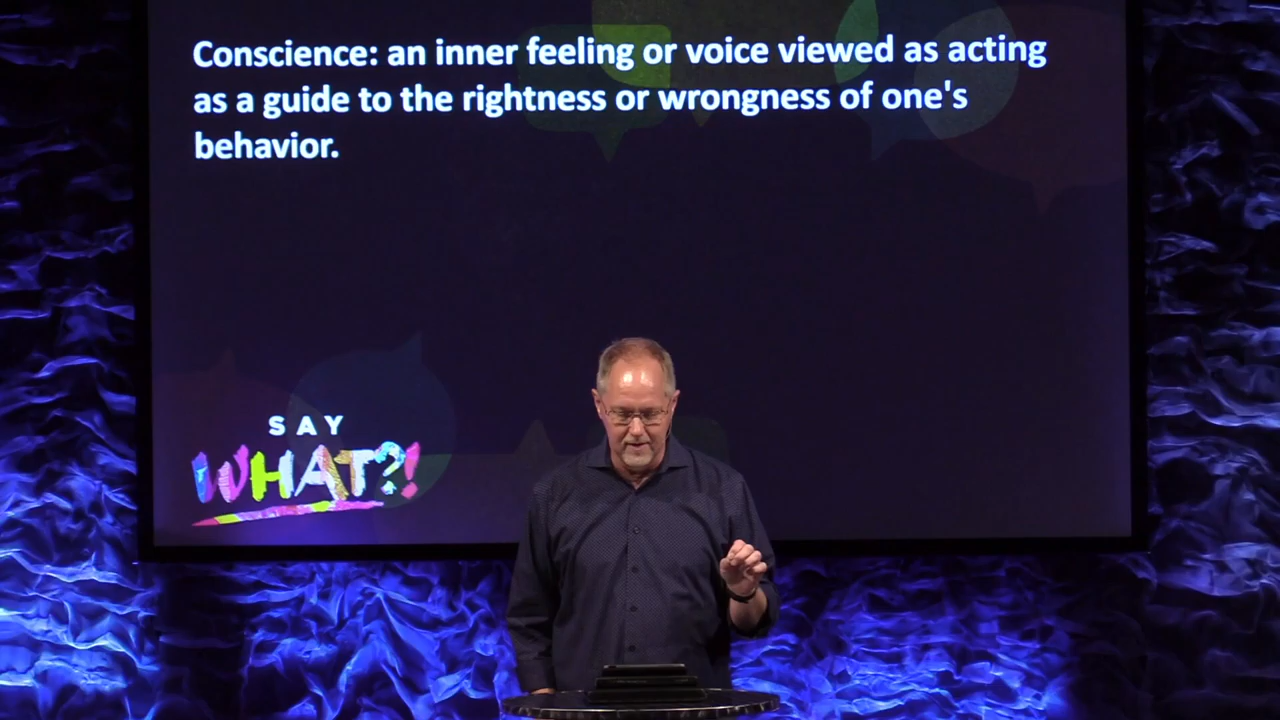 Conscience: an inner feeling or voice viewed as acting
as a guide to the rightness or wrongness of one's
behavior.
SAY
WHAT?!